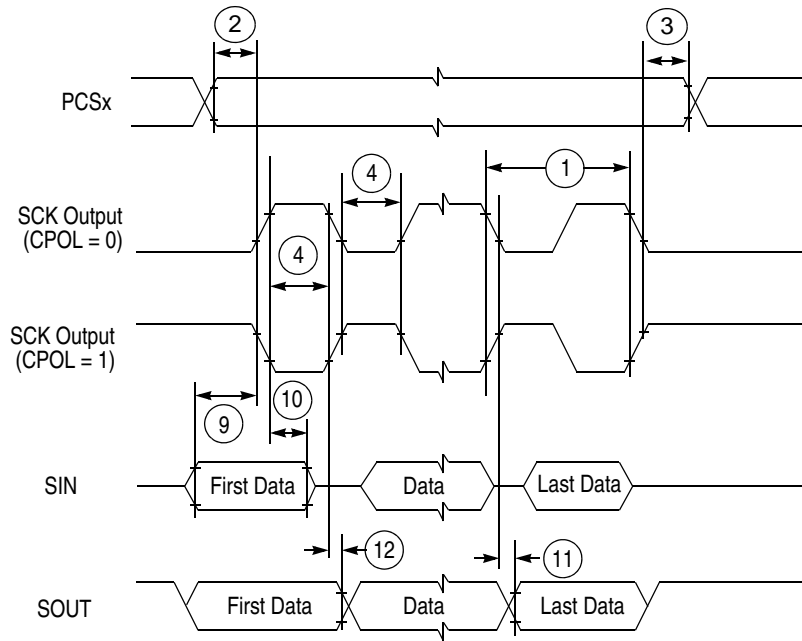 2
3
PCSx
4
1
SCK Output
(CPOL = 0)
4
SCK Output
(CPOL = 1)
9
10
SIN
First Data
Data
Last Data
12
11
SOUT
First Data
Data
Last Data